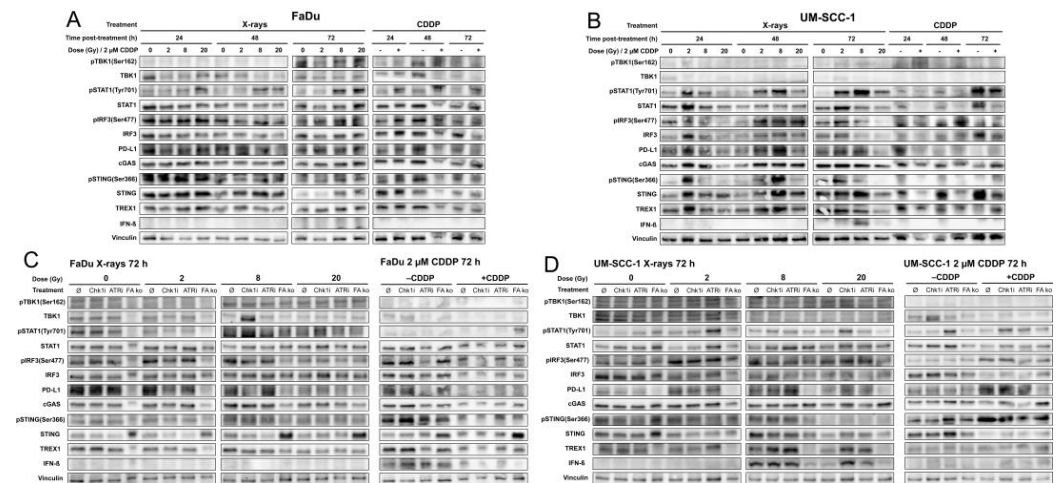 A
FaDu
Treatment X-rays CDDP
Time post-treatment (h) 24 48 72 24 48 72
Dose (Gy) / 2 µM CDDP 0 2 8 20 0 2 8 20 0 2 8 20 - + - + - +
pTBK1(Ser162)
TBK1
pSTAT1(Tyr701)
STAT1
pIRF3(Ser477)
IRF3
PD-L1
cGAS
pSTING(Ser366)
STING
TREX1
IFN-ß
Vinculin
B
UM-SCC-1
Treatment X-rays CDDP
Time post-treatment (h) 24 48 72 24 48 72
Dose (Gy) / 2 µM CDDP 0 2 8 20 0 2 8 20 0 2 8 20 - + - + - +
pTBK1(Ser162)
TBK1
pSTAT1(Tyr701)
STAT1
pIRF3(Ser477)
IRF3
PD-L1
cGAS
pSTING(Ser366)
STING
TREX1
IFN-ß
Vinculin
C
FaDu X-rays 72 h FaDu 2 µM CDDP 72 h
Dose (Gy) 0 2 8 20 –CDDP +CDDP
Treatment Ø Chk1i ATRi FA ko Ø Chk1i ATRi FA ko Ø Chk1i ATRi FA ko Ø Chk1i ATRi FA ko Ø Chk1i ATRi FA ko Ø Chk1i ATRi FA ko
pTBK1(Ser162)
TBK1
pSTAT1(Tyr701)
STAT1
pIRF3(Ser477)
IRF3
PD-L1
cGAS
pSTING(Ser366)
STING
TREX1
IFN-ß
Vinculin
D
UM-SCC-1 X-rays 72 h UM-SCC-1 2 µM CDDP 72 h
Dose (Gy) 0 2 8 20 –CDDP +CDDP
Treatment Ø Chk1i ATRi FA ko Ø Chk1i ATRi FA ko Ø Chk1i ATRi FA ko Ø Chk1i ATRi FA ko Ø Chk1i ATRi FA ko Ø Chk1i ATRi FA ko
pTBK1(Ser162)
TBK1
pSTAT1(Tyr701)
STAT1
pIRF3(Ser477)
IRF3
PD-L1
cGAS
pSTING(Ser366)
STING
TREX1
IFN-ß
Vinculin